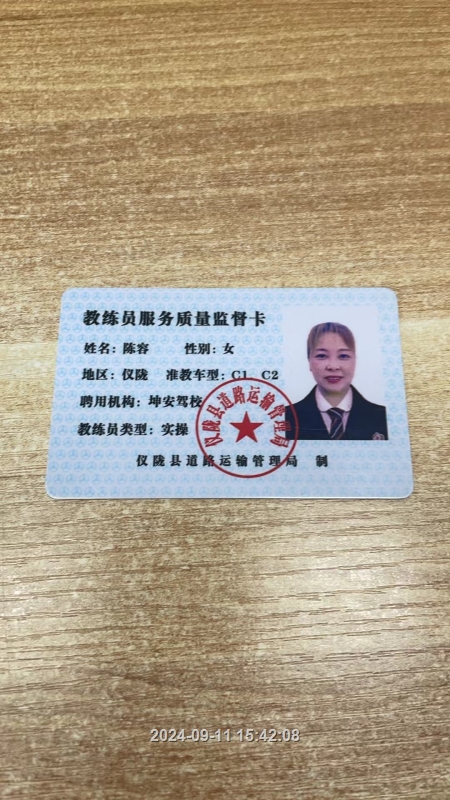 教练员服务质量监督卡
姓名: 陈容 性别: 女
地区: 仪陇 准教车型: C1 C2
聘用机构: 坤安驾校
教练员类型: 实操
仪陇县道路运输管理局
仪陇县道路运输管理局 制
2024-09-11 15:42:08